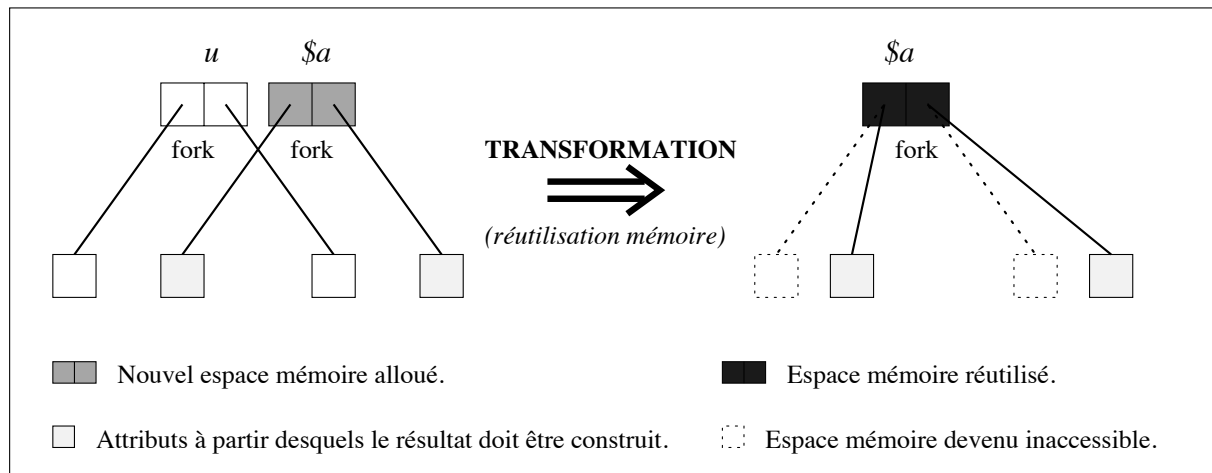 u $a $a
fork fork fork
TRANSFORMATION
(réutilisation mémoire)
Nouvel espace mémoire alloué. Espace mémoire réutilisé.
Attributs à partir desquels le résultat doit être construit. Espace mémoire devenu inaccessible.